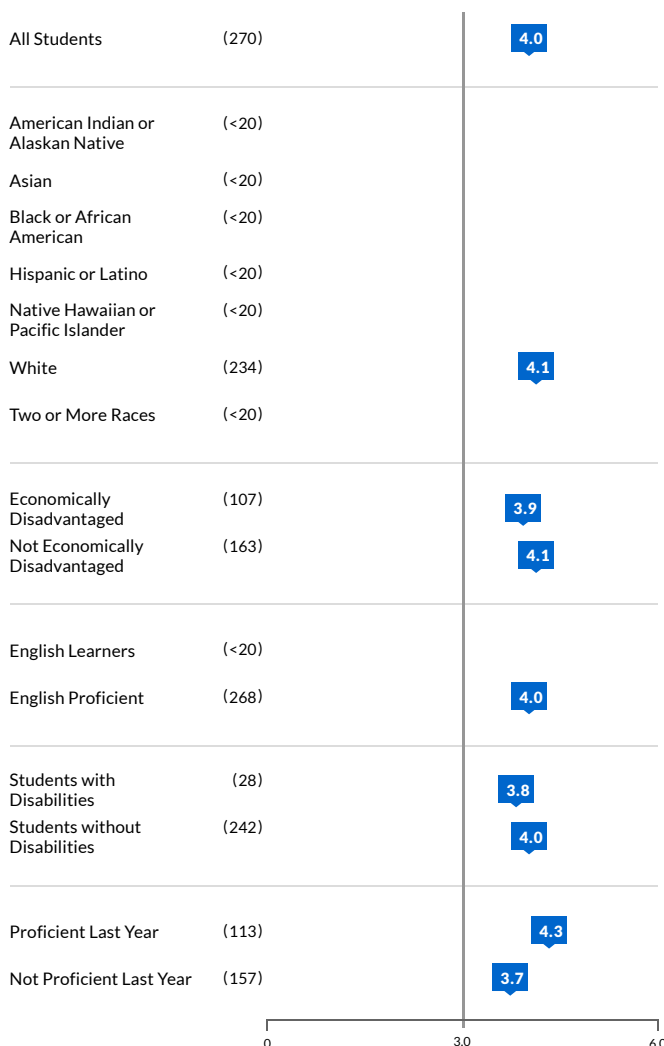 All Students (270) 4.0
American Indian or (<20)
Alaskan Native
Asian (<20)
Black or African (<20)
American
Hispanic or Latino (<20)
Native Hawaiian or (<20)
Pacific Islander
White (234) 4.1
Two or More Races (<20)
Economically (107) 3.9
Disadvantaged
Not Economically (163) 4.1
Disadvantaged
English Learners (<20)
English Proficient (268) 4.0
Students with (28) 3.8
Disabilities
Students without (242) 4.0
Disabilities
Proficient Last Year (113) 4.3
Not Proficient Last Year (157) 3.7
0 3.0 6.0